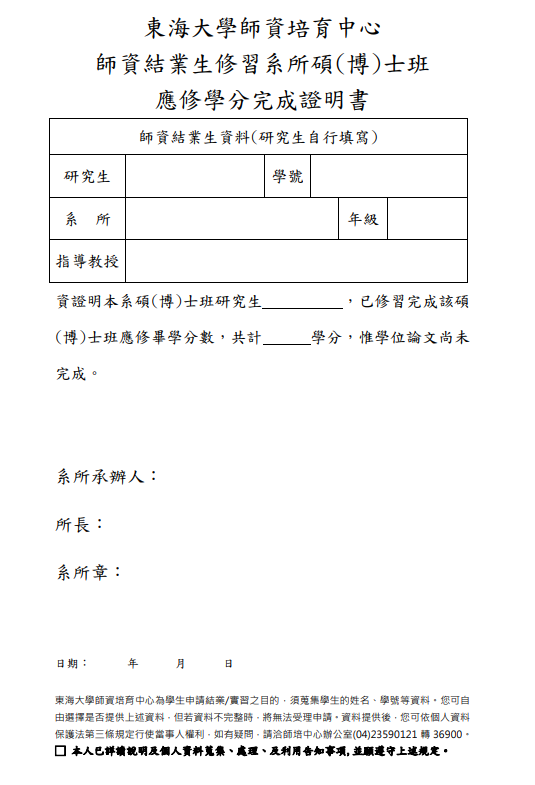 東海大學師資培育中心
師資結業生修習系所碩(博)士班
應修學分完成證明書
師資結業生資料(研究生自行填寫)
研究生 學號
系 所 年級
指導教授
資證明本系碩(博)士班研究生__________，已修習完成該碩
(博)士班應修畢學分數，共計______學分，惟學位論文尚未
完成。
系所承辦人：
所長：
系所章：
日期： 年 月 日
東海大學師資培育中心為學生申請結業/實習之目的，須蒐集學生的姓名、學號等資料。您可自
由選擇是否提供上述資料，但若資料不完整時，將無法受理申請。資料提供後，您可依個人資料
保護法第三條規定行使當事人權利，如有疑問，請洽師培中心辦公室(04)23590121 轉 36900。
□ 本人已詳讀說明及個人資料蒐集、處理、及利用告知事項,並願遵守上述規定。